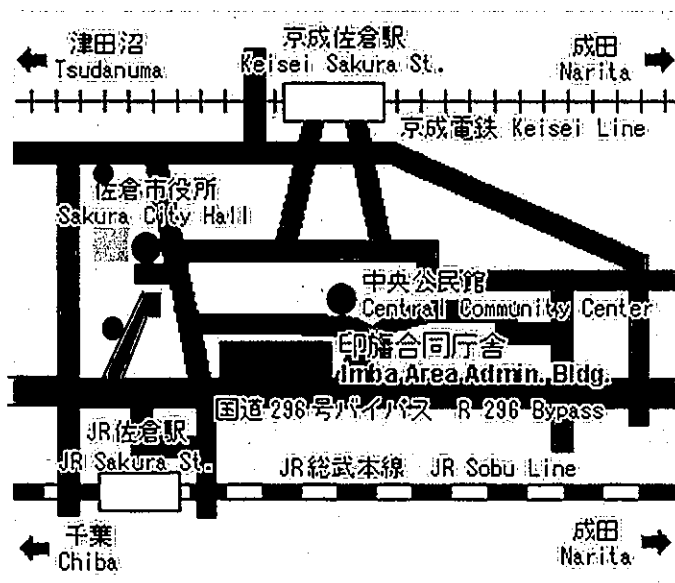 津田沼
Tsudanuma
京成佐倉駅
Keisei Sakura St.
成田
Narita
京成電鉄 Keisei Line
佐倉市役所
Sakura City Hall
中央公民館
Central Community Center
印旛合同庁舎
Imba Area Admin. Bldg.
国道296号バイパス R 296 Bypass
JR佐倉駅
JR Sakura St.
JR総武本線 JR Sobu Line
千葉
Chiba
成田
Narita